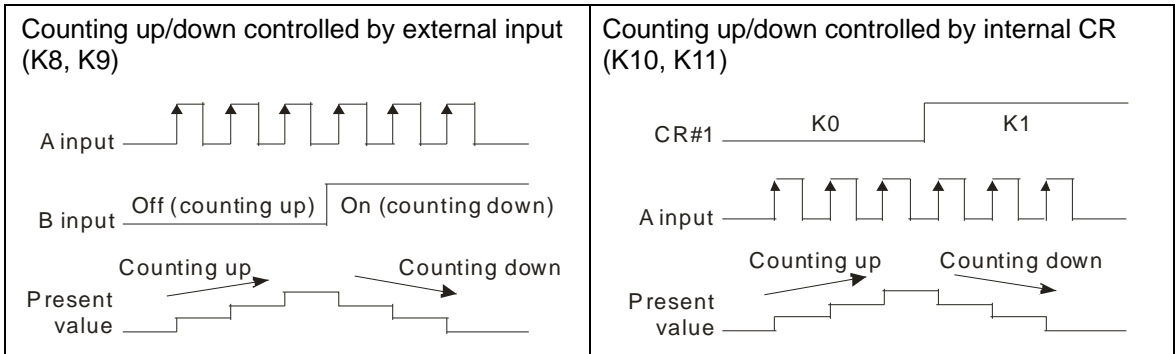 Counting up/down controlled by external input
(K8, K9)
A input
B input
Off (counting up)
On (counting down)
Counting up
Counting down
Present
value
Counting up/down controlled by internal CR
(K10, K11)
CR#1
K0
K1
A input
Counting up
Counting down
Present
value